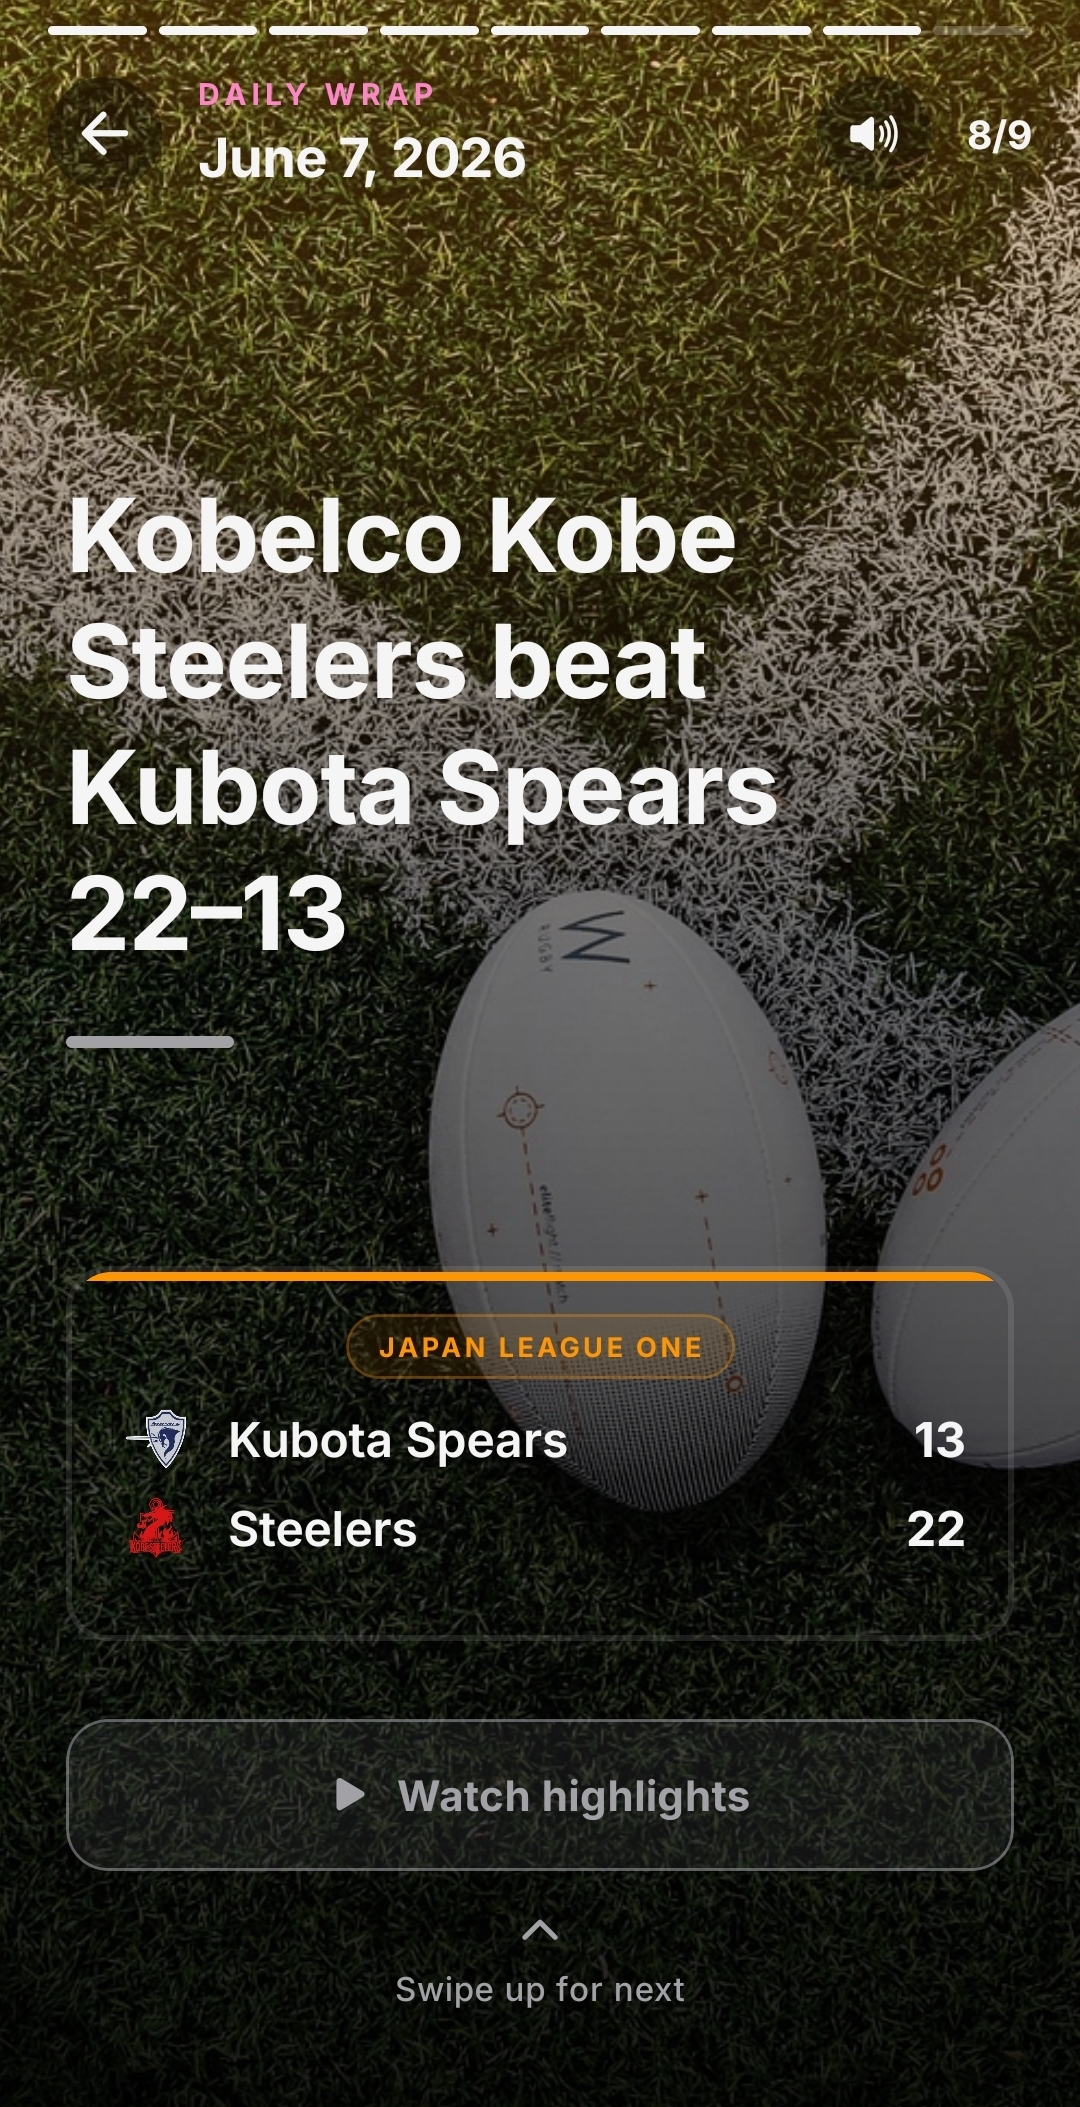 DAILY WRAP
June 7, 2026
8/9
Kobelco Kobe
Steelers beat
Kubota Spears
22–13
W
RUGBY
JAPAN LEAGUE ONE
Kubota Spears
13
Steelers
22
Watch highlights
Swipe up for next